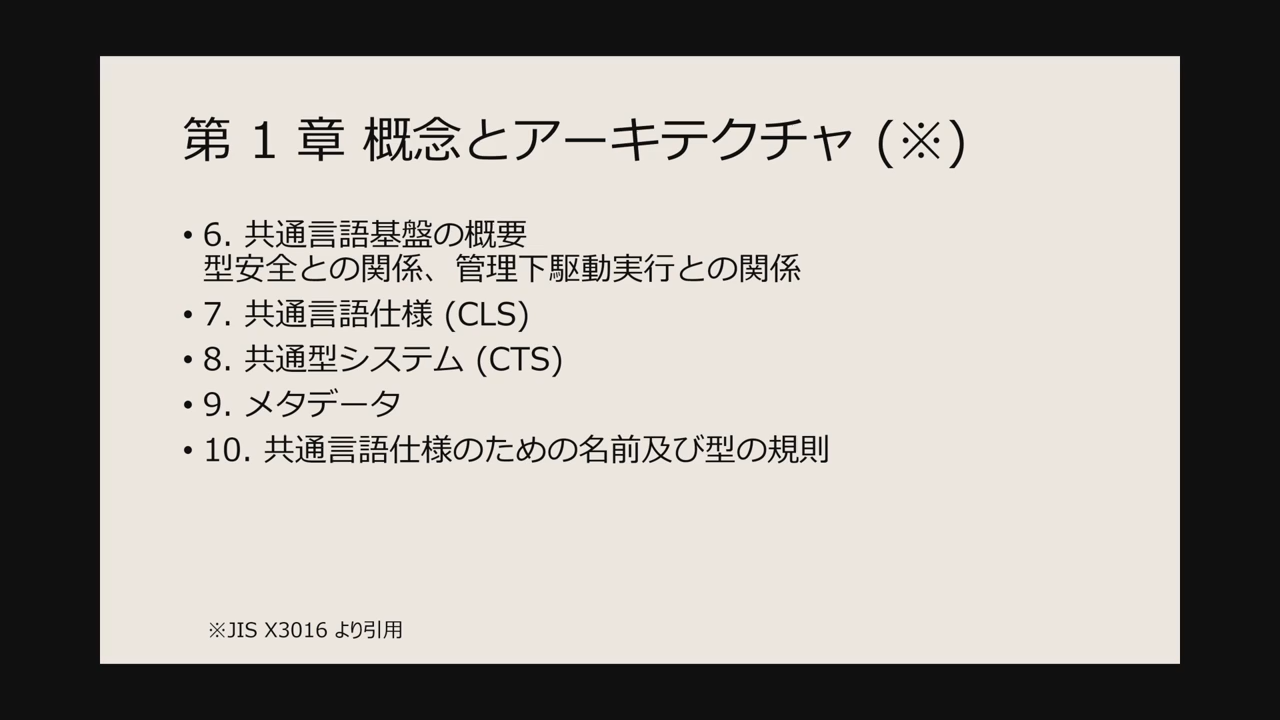 第 1 章 概念とアーキテクチャ (※)
• 6. 共通言語基盤の概要
型安全との関係、管理下駆動実行との関係
• 7. 共通言語仕様 (CLS)
• 8. 共通型システム (CTS)
• 9. メタデータ
• 10. 共通言語仕様のための名前及び型の規則
※JIS X3016 より引用